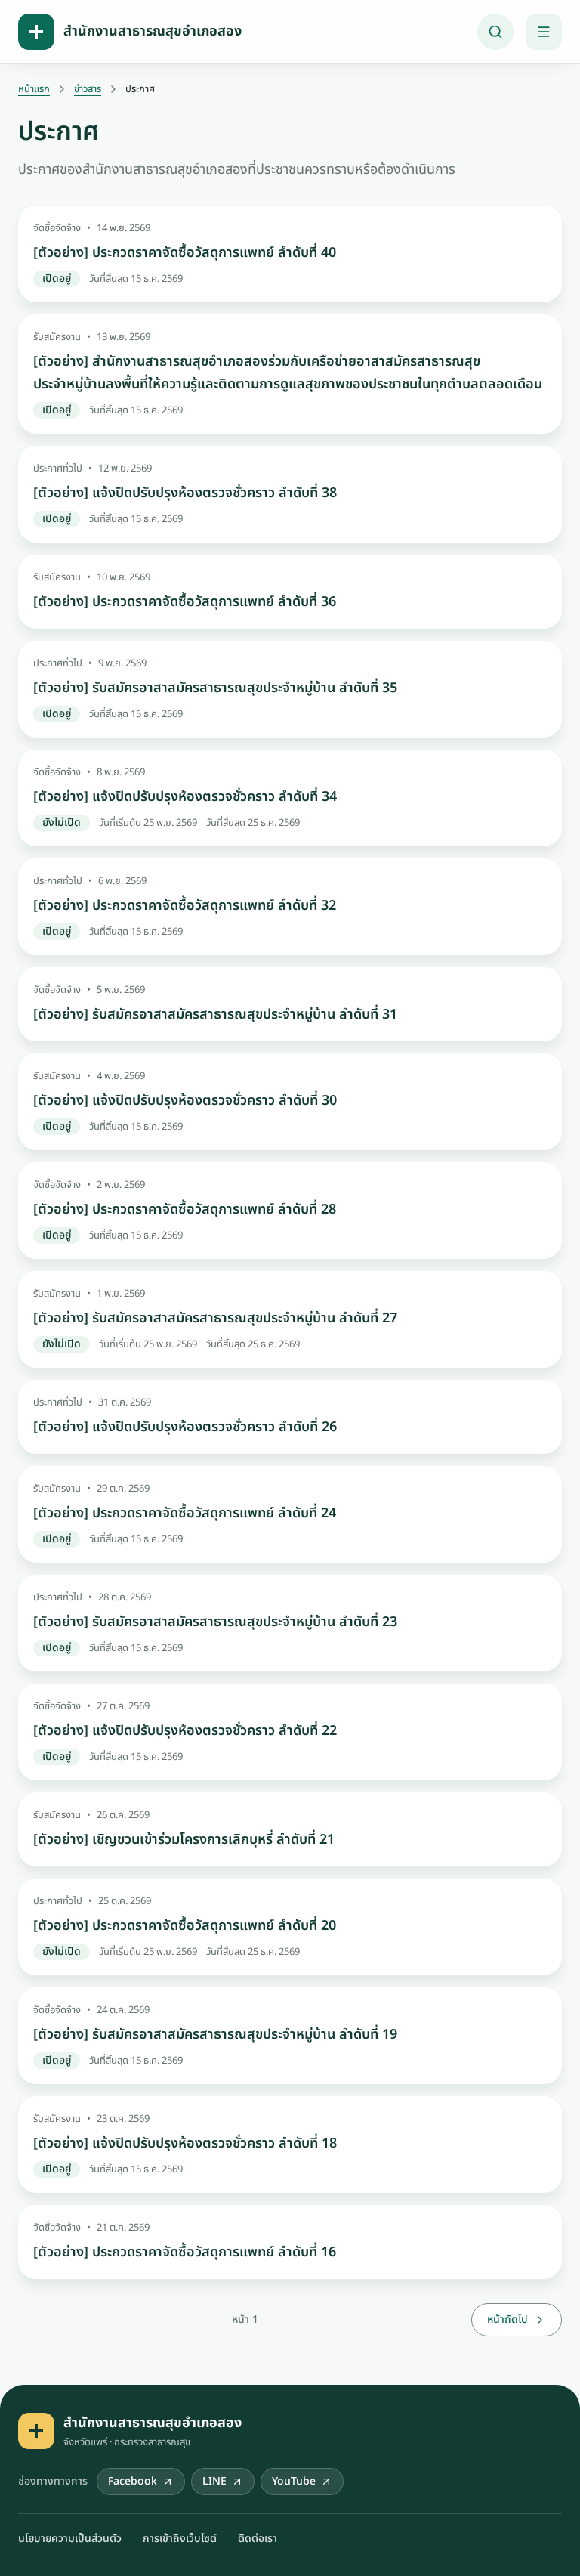 สำนักงานสาธารณสุขอำเภอสอง
หน้าแรก > ข่าวสาร > ประกาศ
ประกาศ
ประกาศของสำนักงานสาธารณสุขอำเภอสองที่ประชาชนควรทราบหรือต้องดำเนินการ
จัดซื้อจัดจ้าง • 14 พ.ย. 2569
[ตัวอย่าง] ประกวดราคาจัดซื้อวัสดุการแพทย์ ลำดับที่ 40
เปิดอยู่ วันที่สิ้นสุด 15 ธ.ค. 2569
รับสมัครงาน • 13 พ.ย. 2569
[ตัวอย่าง] สำนักงานสาธารณสุขอำเภอสองร่วมกับเครือข่ายอาสาสมัครสาธารณสุข
ประจำหมู่บ้านลงพื้นที่ให้ความรู้และติดตามการดูแลสุขภาพของประชาชนในทุกตำบลตลอดเดือน
เปิดอยู่ วันที่สิ้นสุด 15 ธ.ค. 2569
ประกาศทั่วไป • 12 พ.ย. 2569
[ตัวอย่าง] แจ้งปิดปรับปรุงห้องตรวจชั่วคราว ลำดับที่ 38
เปิดอยู่ วันที่สิ้นสุด 15 ธ.ค. 2569
รับสมัครงาน • 10 พ.ย. 2569
[ตัวอย่าง] ประกวดราคาจัดซื้อวัสดุการแพทย์ ลำดับที่ 36
ประกาศทั่วไป • 9 พ.ย. 2569
[ตัวอย่าง] รับสมัครอาสาสมัครสาธารณสุขประจำหมู่บ้าน ลำดับที่ 35
เปิดอยู่ วันที่สิ้นสุด 15 ธ.ค. 2569
จัดซื้อจัดจ้าง • 8 พ.ย. 2569
[ตัวอย่าง] แจ้งปิดปรับปรุงห้องตรวจชั่วคราว ลำดับที่ 34
ยังไม่เปิด วันที่เริ่มต้น 25 พ.ย. 2569 วันที่สิ้นสุด 25 ธ.ค. 2569
ประกาศทั่วไป • 6 พ.ย. 2569
[ตัวอย่าง] ประกวดราคาจัดซื้อวัสดุการแพทย์ ลำดับที่ 32
เปิดอยู่ วันที่สิ้นสุด 15 ธ.ค. 2569
จัดซื้อจัดจ้าง • 5 พ.ย. 2569
[ตัวอย่าง] รับสมัครอาสาสมัครสาธารณสุขประจำหมู่บ้าน ลำดับที่ 31
รับสมัครงาน • 4 พ.ย. 2569
[ตัวอย่าง] แจ้งปิดปรับปรุงห้องตรวจชั่วคราว ลำดับที่ 30
เปิดอยู่ วันที่สิ้นสุด 15 ธ.ค. 2569
จัดซื้อจัดจ้าง • 2 พ.ย. 2569
[ตัวอย่าง] ประกวดราคาจัดซื้อวัสดุการแพทย์ ลำดับที่ 28
เปิดอยู่ วันที่สิ้นสุด 15 ธ.ค. 2569
รับสมัครงาน • 1 พ.ย. 2569
[ตัวอย่าง] รับสมัครอาสาสมัครสาธารณสุขประจำหมู่บ้าน ลำดับที่ 27
ยังไม่เปิด วันที่เริ่มต้น 25 พ.ย. 2569 วันที่สิ้นสุด 25 ธ.ค. 2569
ประกาศทั่วไป • 31 ต.ค. 2569
[ตัวอย่าง] แจ้งปิดปรับปรุงห้องตรวจชั่วคราว ลำดับที่ 26
รับสมัครงาน • 29 ต.ค. 2569
[ตัวอย่าง] ประกวดราคาจัดซื้อวัสดุการแพทย์ ลำดับที่ 24
เปิดอยู่ วันที่สิ้นสุด 15 ธ.ค. 2569
ประกาศทั่วไป • 28 ต.ค. 2569
[ตัวอย่าง] รับสมัครอาสาสมัครสาธารณสุขประจำหมู่บ้าน ลำดับที่ 23
เปิดอยู่ วันที่สิ้นสุด 15 ธ.ค. 2569
จัดซื้อจัดจ้าง • 27 ต.ค. 2569
[ตัวอย่าง] แจ้งปิดปรับปรุงห้องตรวจชั่วคราว ลำดับที่ 22
เปิดอยู่ วันที่สิ้นสุด 15 ธ.ค. 2569
รับสมัครงาน • 26 ต.ค. 2569
[ตัวอย่าง] เชิญชวนเข้าร่วมโครงการเลิกบุหรี่ ลำดับที่ 21
ประกาศทั่วไป • 25 ต.ค. 2569
[ตัวอย่าง] ประกวดราคาจัดซื้อวัสดุการแพทย์ ลำดับที่ 20
ยังไม่เปิด วันที่เริ่มต้น 25 พ.ย. 2569 วันที่สิ้นสุด 25 ธ.ค. 2569
จัดซื้อจัดจ้าง • 24 ต.ค. 2569
[ตัวอย่าง] รับสมัครอาสาสมัครสาธารณสุขประจำหมู่บ้าน ลำดับที่ 19
เปิดอยู่ วันที่สิ้นสุด 15 ธ.ค. 2569
รับสมัครงาน • 23 ต.ค. 2569
[ตัวอย่าง] แจ้งปิดปรับปรุงห้องตรวจชั่วคราว ลำดับที่ 18
เปิดอยู่ วันที่สิ้นสุด 15 ธ.ค. 2569
จัดซื้อจัดจ้าง • 21 ต.ค. 2569
[ตัวอย่าง] ประกวดราคาจัดซื้อวัสดุการแพทย์ ลำดับที่ 16
หน้า 1 หน้าถัดไป
สำนักงานสาธารณสุขอำเภอสอง
จังหวัดแพร่ · กระทรวงสาธารณสุข
ช่องทางทางการ Facebook LINE YouTube
นโยบายความเป็นส่วนตัว การเข้าถึงเว็บไซต์ ติดต่อเรา